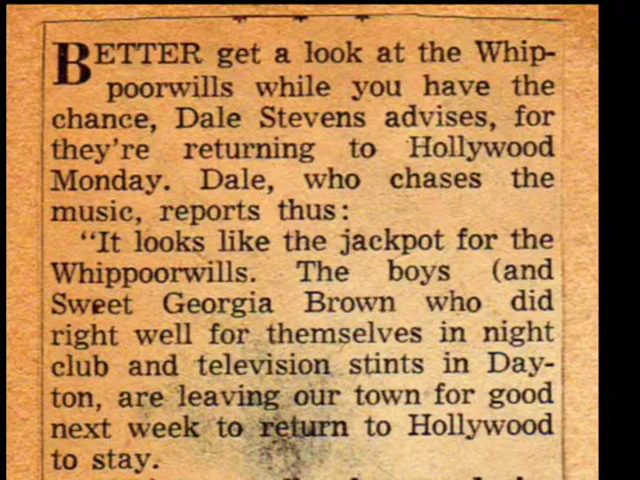 BETTER get a look at the Whip-
poorwills while you have the
chance, Dale Stevens advises, for
they're returning to Hollywood
Monday. Dale, who chases the
music, reports thus:
"It looks like the jackpot for the
Whippoorwills. The boys (and
Sweet Georgia Brown who did
right well for themselves in night
club and television stints in Day-
ton, are leaving our town for good
next week to return to Hollywood
to stay.